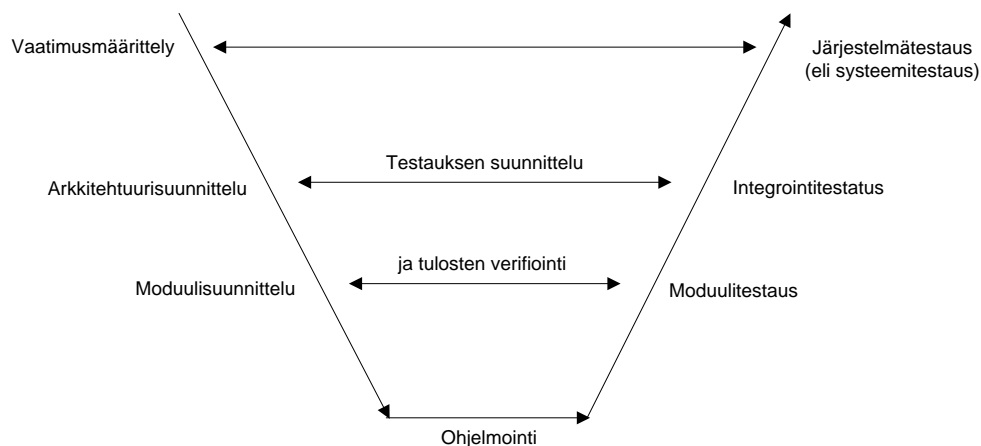 Vaatimusmäärittely
Järjestelmätestaus
(eli systeemitestaus)
Testauksen suunnittelu
Arkkitehtuurisuunnittelu
Integrointitestatus
ja tulosten verifiointi
Moduulisuunnittelu
Moduulitestaus
Ohjelmointi